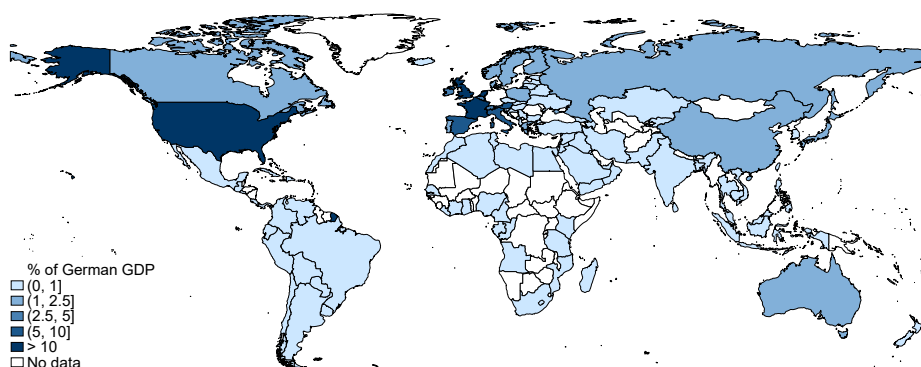 % of German GDP
(0, 1]
(1, 2.5]
(2.5, 5]
(5, 10]
> 10
No data